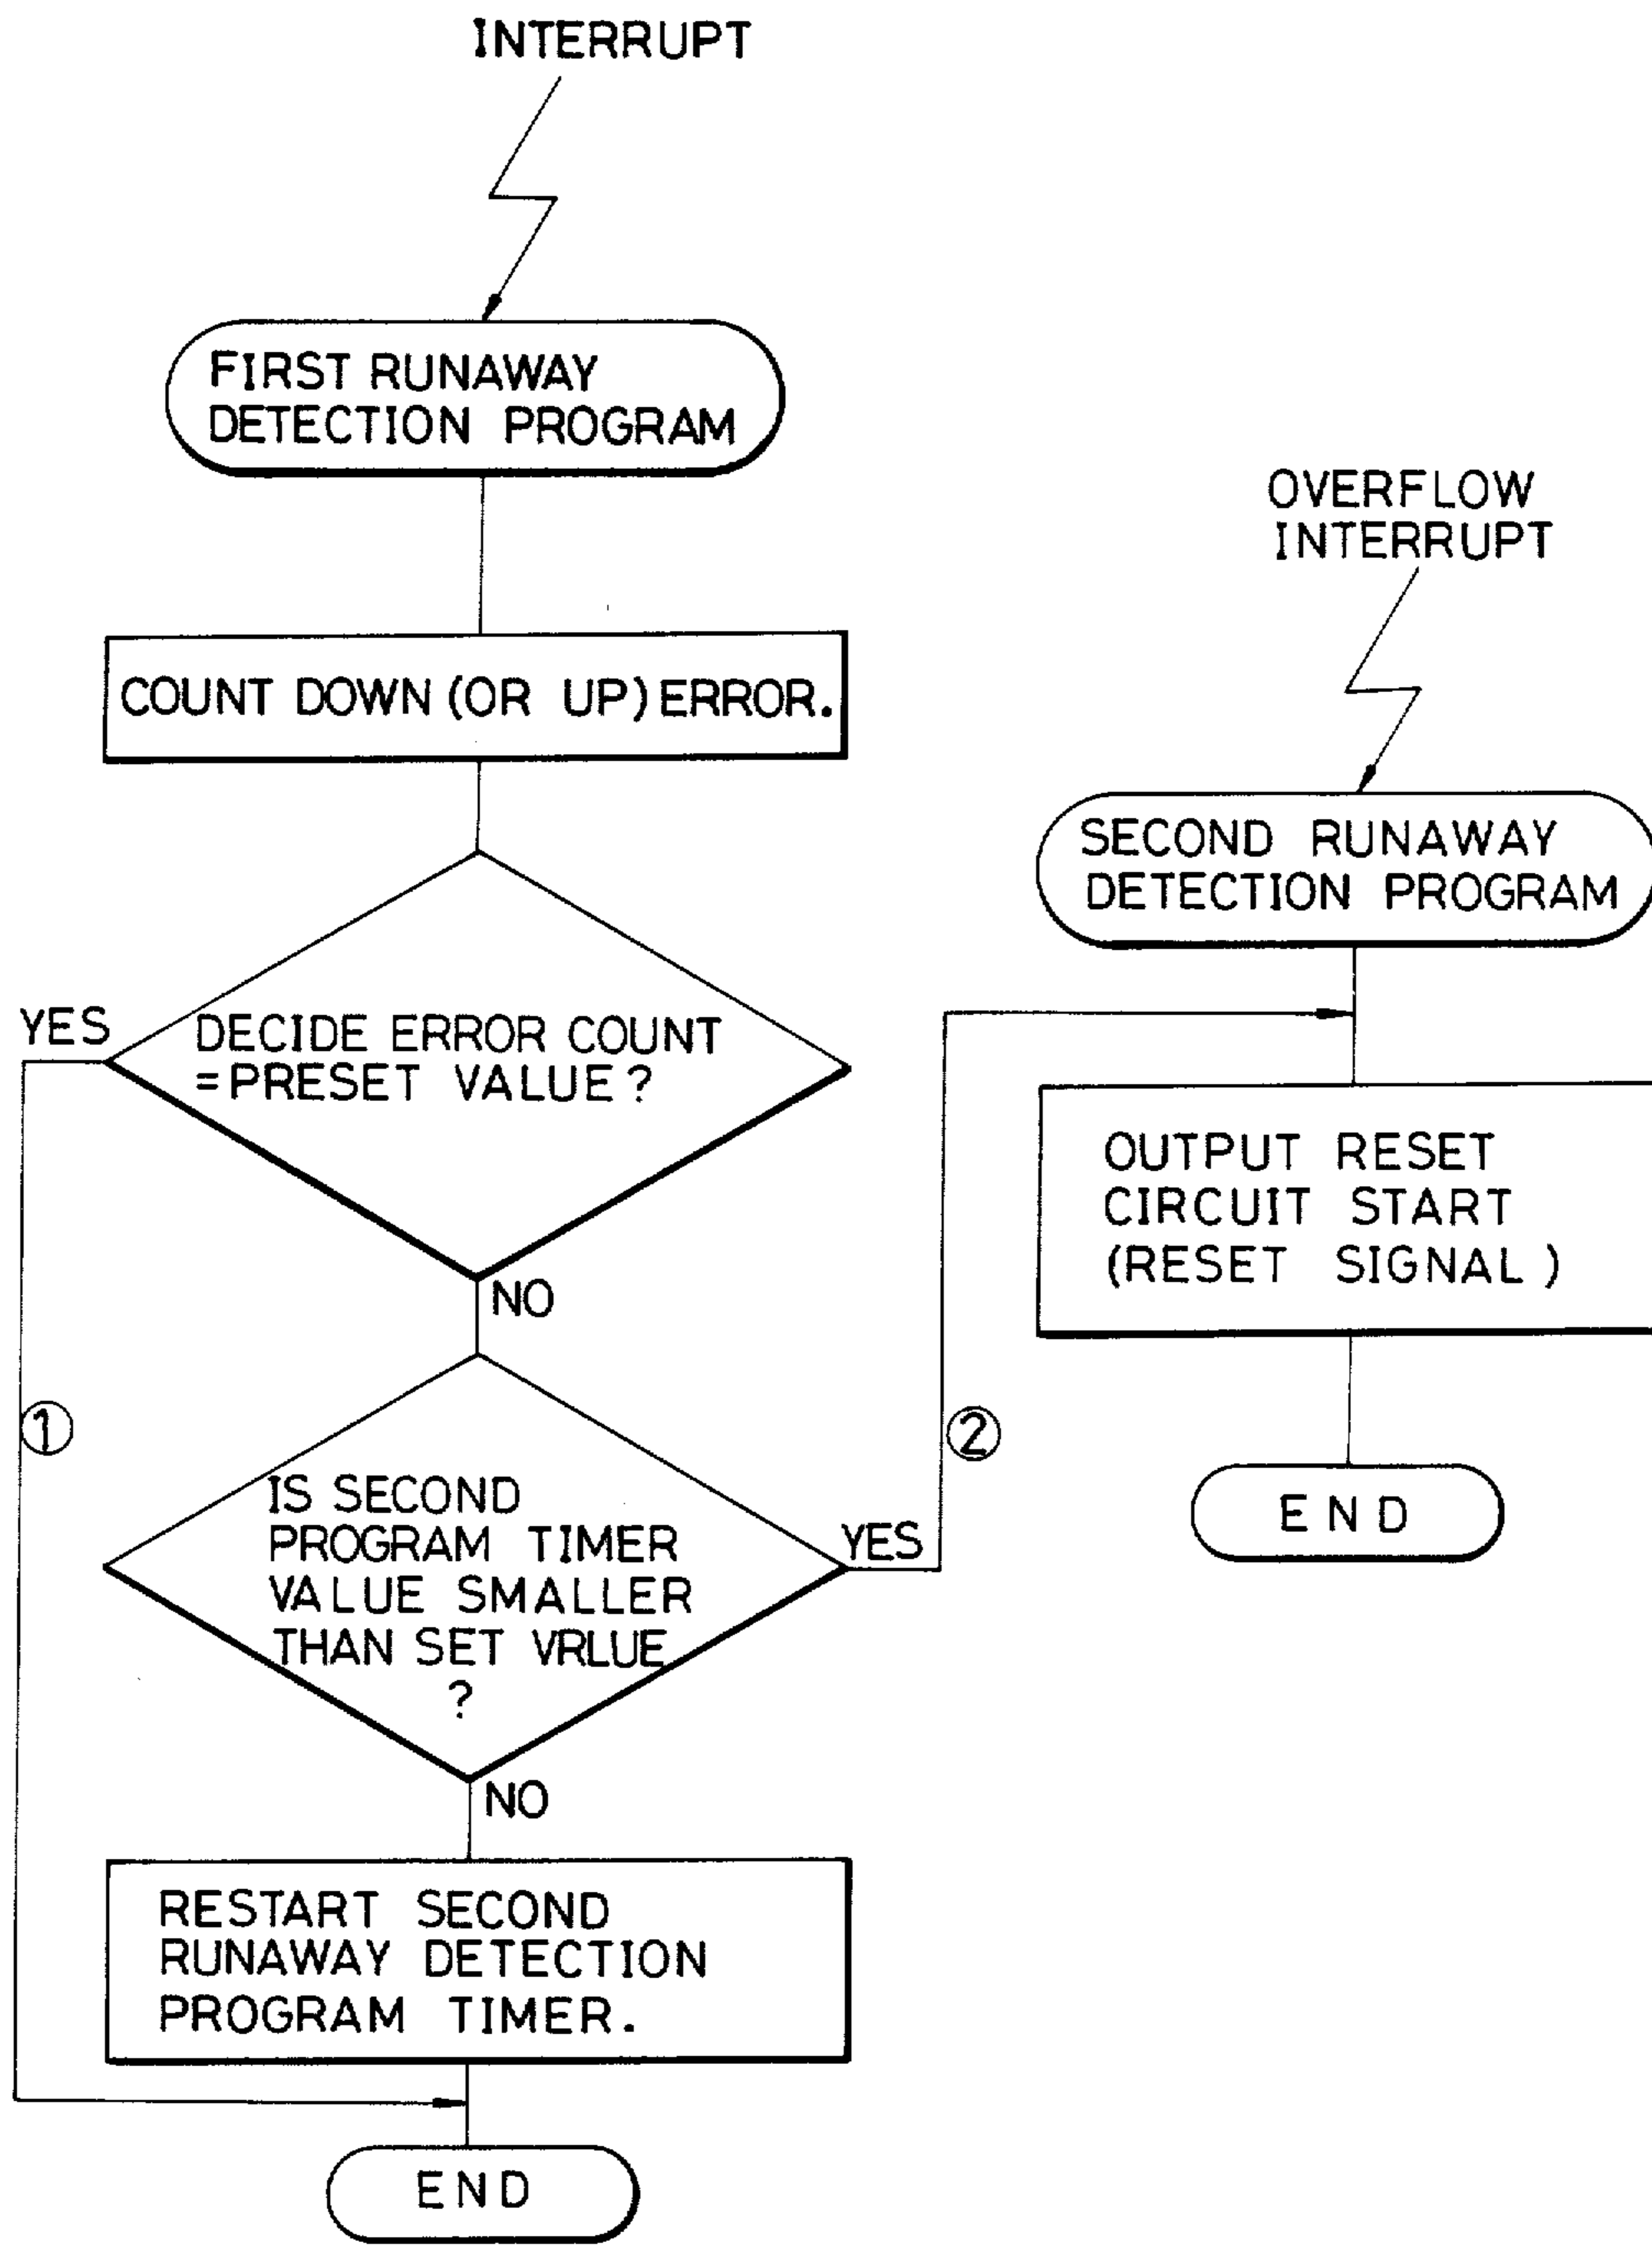 INTERRUPT
FIRST RUNAWAY
DETECTION PROGRAM
COUNT DOWN (OR UP) ERROR.
YES
DECIDE ERROR COUNT
=PRESET VALUE?
NO
①
IS SECOND
PROGRAM TIMER
VALUE SMALLER
THAN SET VRLUE
?
YES
②
NO
RESTART SECOND
RUNAWAY DETECTION
PROGRAM TIMER.
END
OVERFLOW
INTERRUPT
SECOND RUNAWAY
DETECTION PROGRAM
OUTPUT RESET
CIRCUIT START
(RESET SIGNAL)
END